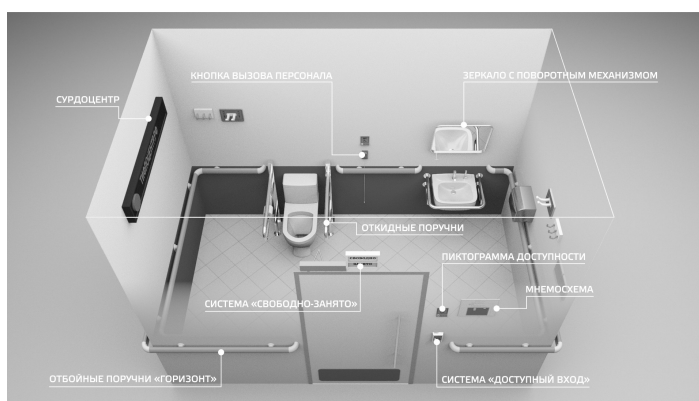 КНОПКА ВЫЗОВА ПЕРСОНАЛА
ЗЕРКАЛО С ПОВОРОТНЫМ МЕХАНИЗМОМ
СУРДОЦЕНТР
ОТКИДНЫЕ ПОРУЧНИ
ПИКТОГРАММА ДОСТУПНОСТИ
МНЕМОСХЕМА
СИСТЕМА «СВОБОДНО-ЗАНЯТО»
ОТБОЙНЫЕ ПОРУЧНИ «ГОРИЗОНТ»
СИСТЕМА «ДОСТУПНЫЙ ВХОД»